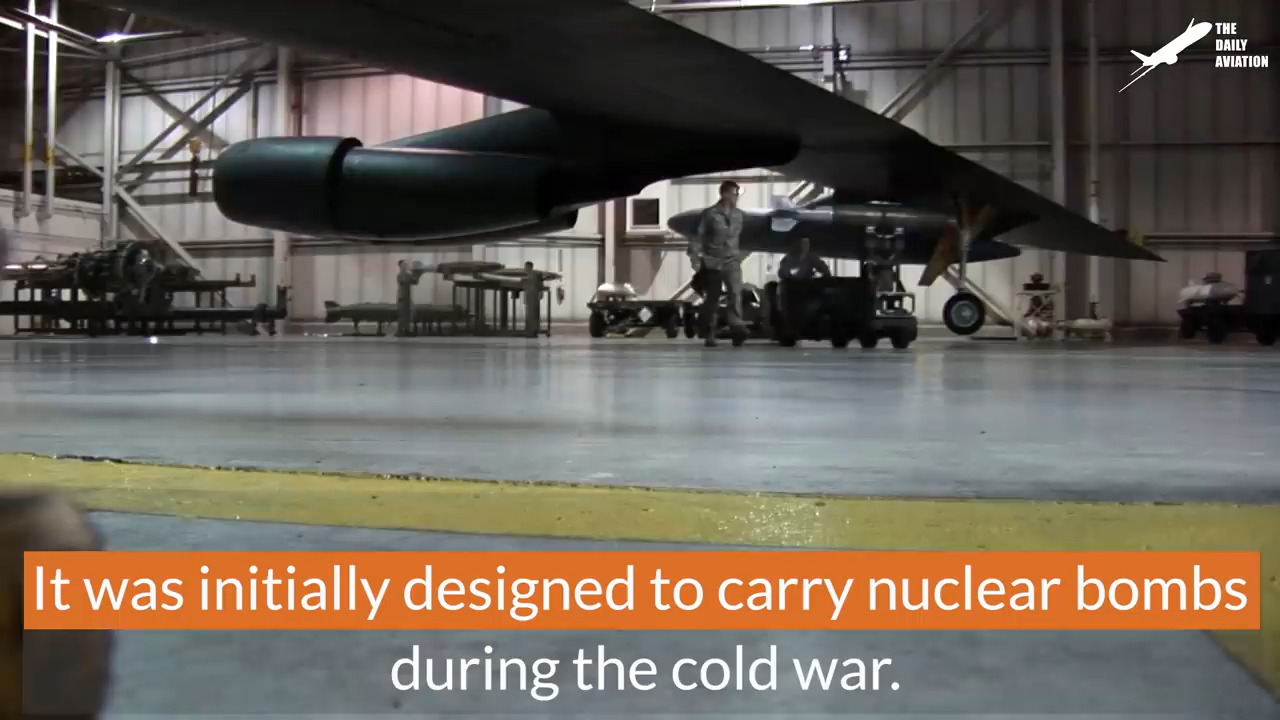 THE
DAILY
AVIATION
It was initially designed to carry nuclear bombs
during the cold war.